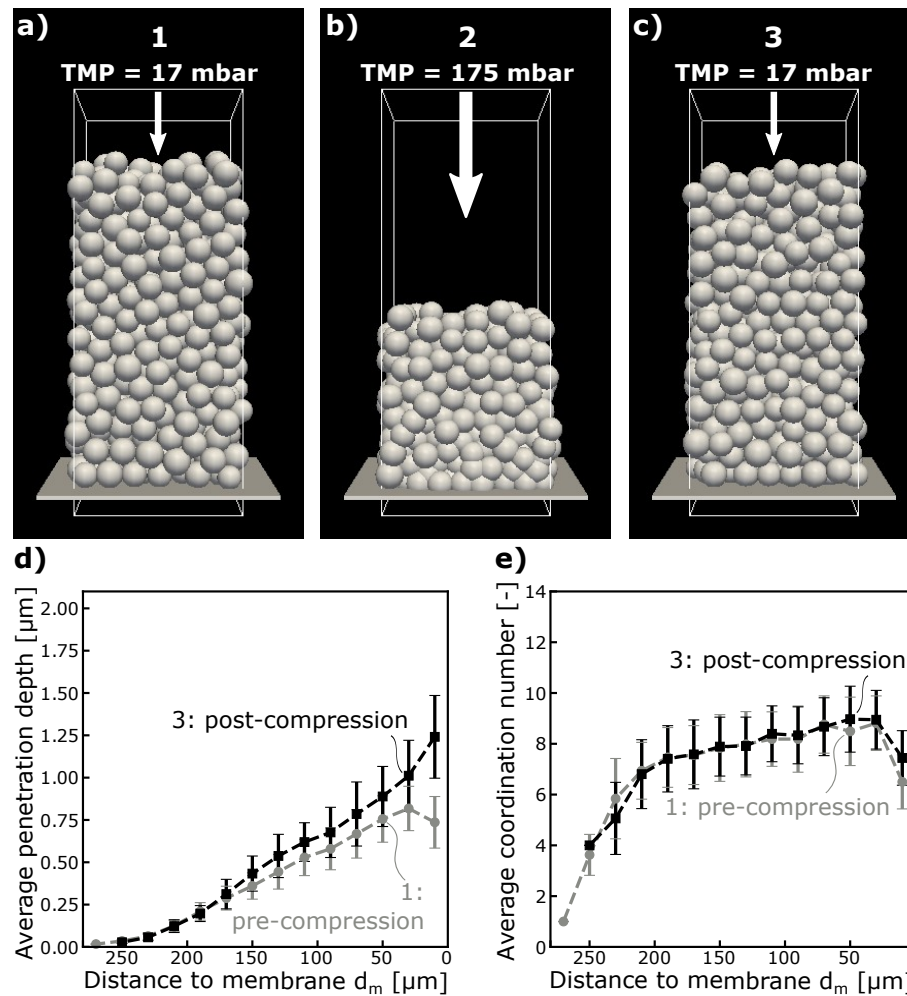 a)
1
TMP = 17 mbar
b)
2
TMP = 175 mbar
c)
3
TMP = 17 mbar
d)
Average penetration depth [µm]
2.00
1.75
1.50
1.25
1.00
0.75
0.50
0.25
0.00
3: post-compression
1:
pre-compression
250 200 150 100 50 0
Distance to membrane dₘ [µm]
e)
Average coordination number [-]
14
12
10
8
6
4
2
0
3: post-compression
1: pre-compression
250 200 150 100 50 0
Distance to membrane dₘ [µm]